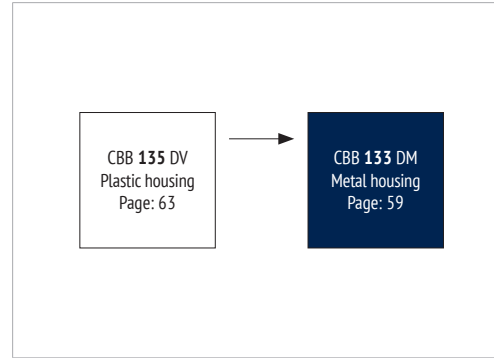 CBB 135 DV
Plastic housing
Page: 63
CBB 133 DM
Metal housing
Page: 59